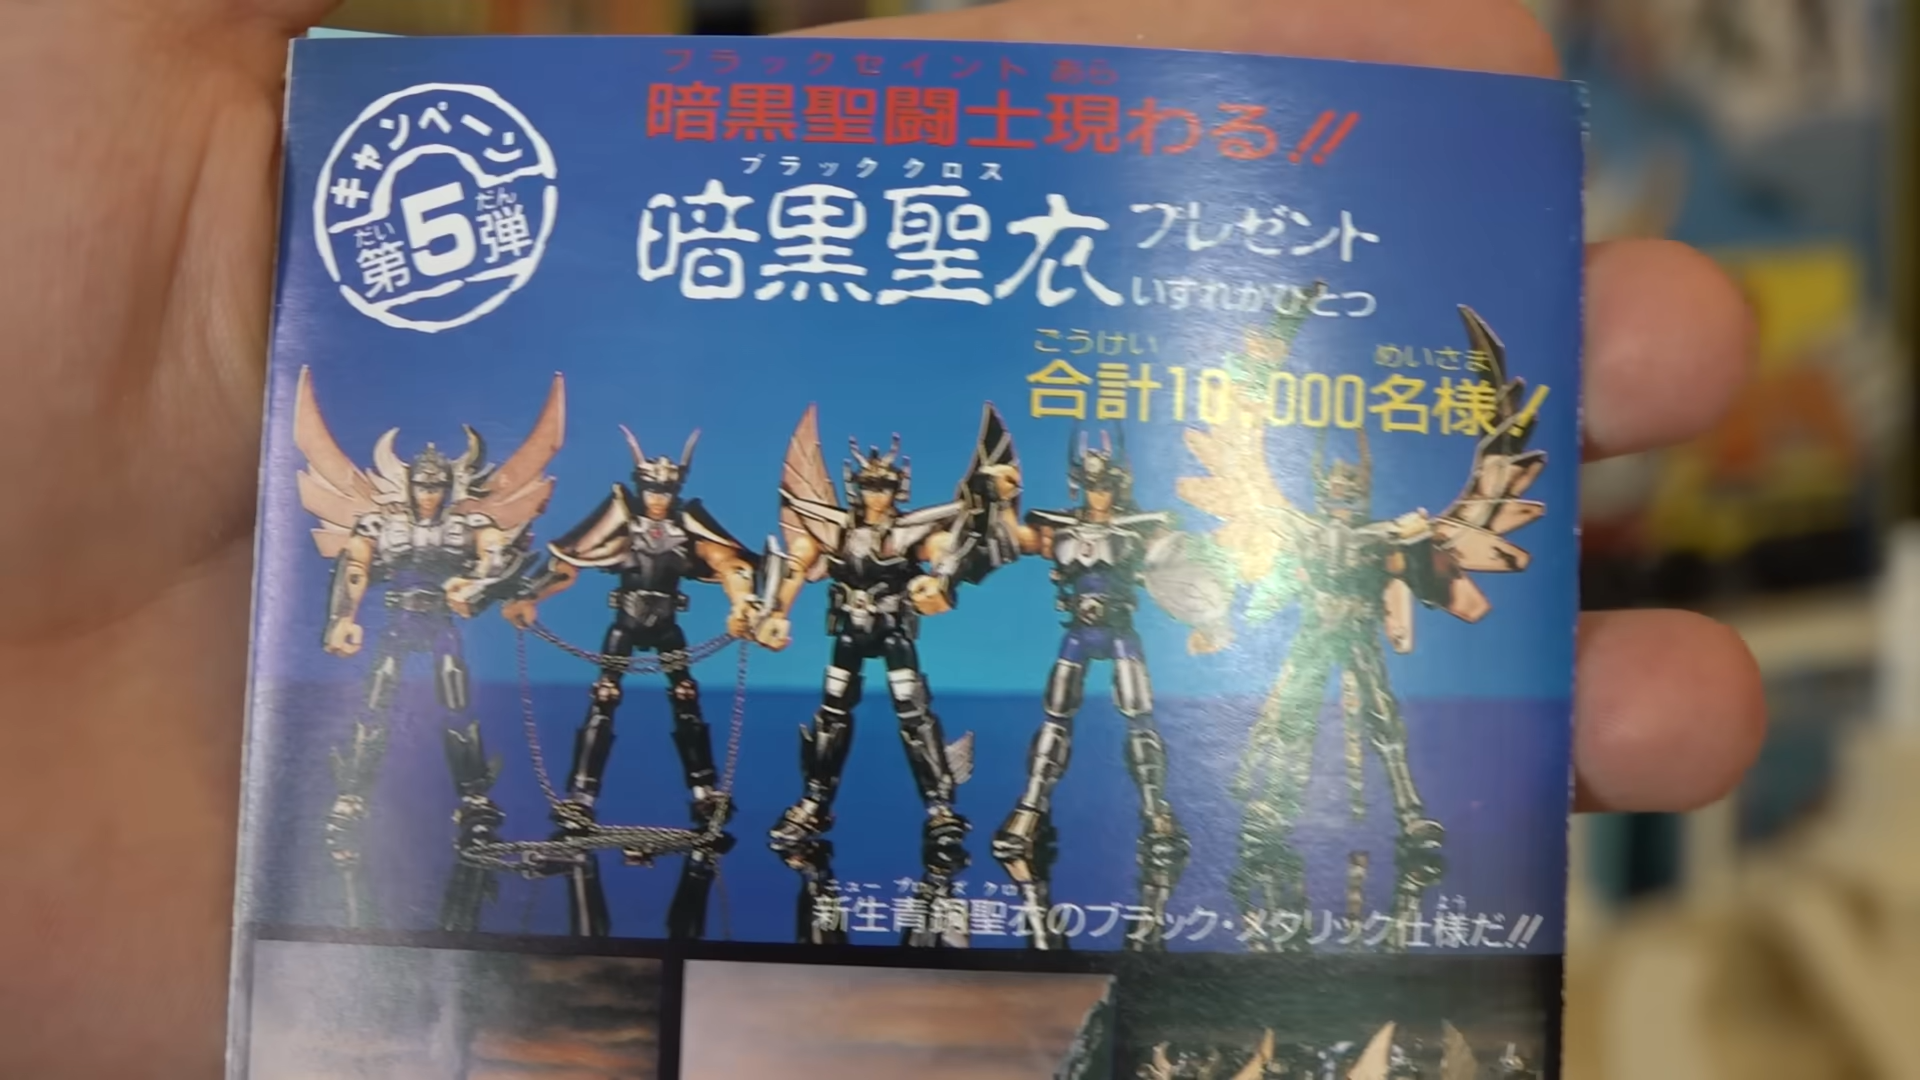 キャンペーン
だい だん
第5弾
ブラックセイント あら
暗黒聖闘士現わる!!
ブラッククロス
暗黒聖衣プレゼント
いずれかひとつ
ごうけい めいさま
合計10,000名様!
ニュー ブロンズ クロス
新生青銅聖衣のブラック・メタリック仕様だ!!
よう